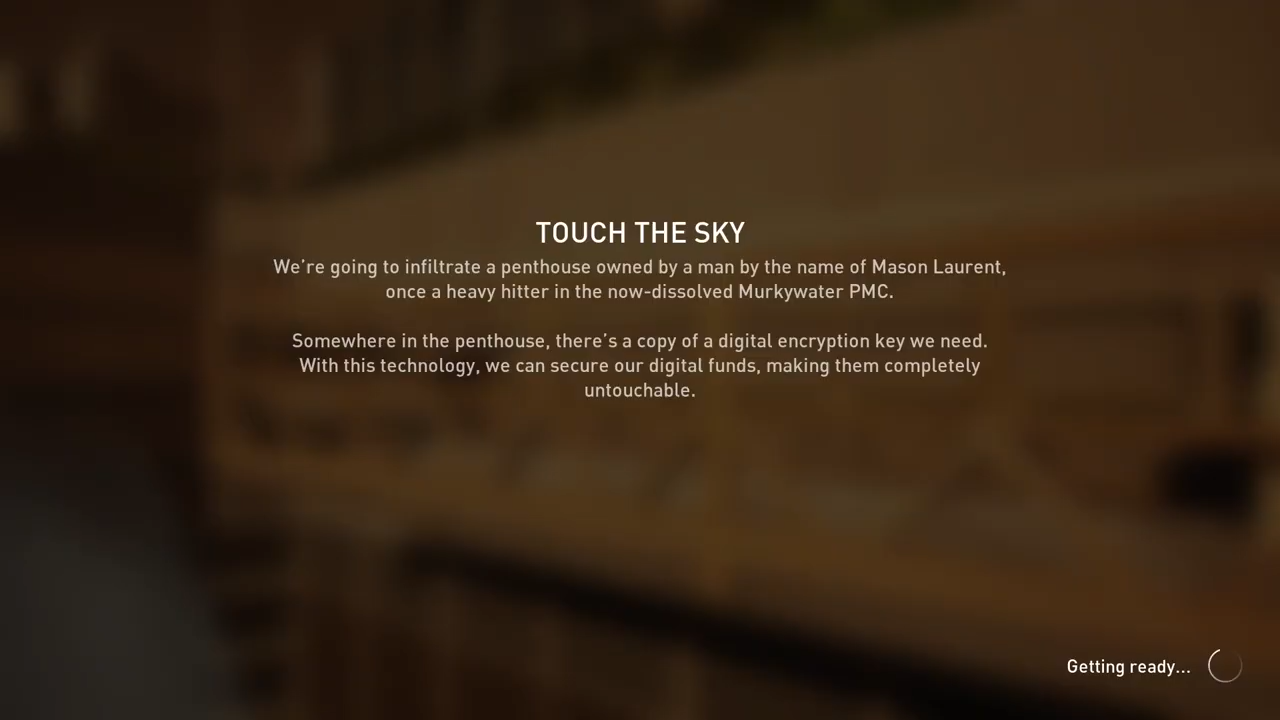 TOUCH THE SKY
We're going to infiltrate a penthouse owned by a man by the name of Mason Laurent,
once a heavy hitter in the now-dissolved Murkywater PMC.
Somewhere in the penthouse, there's a copy of a digital encryption key we need.
With this technology, we can secure our digital funds, making them completely
untouchable.
Getting ready...